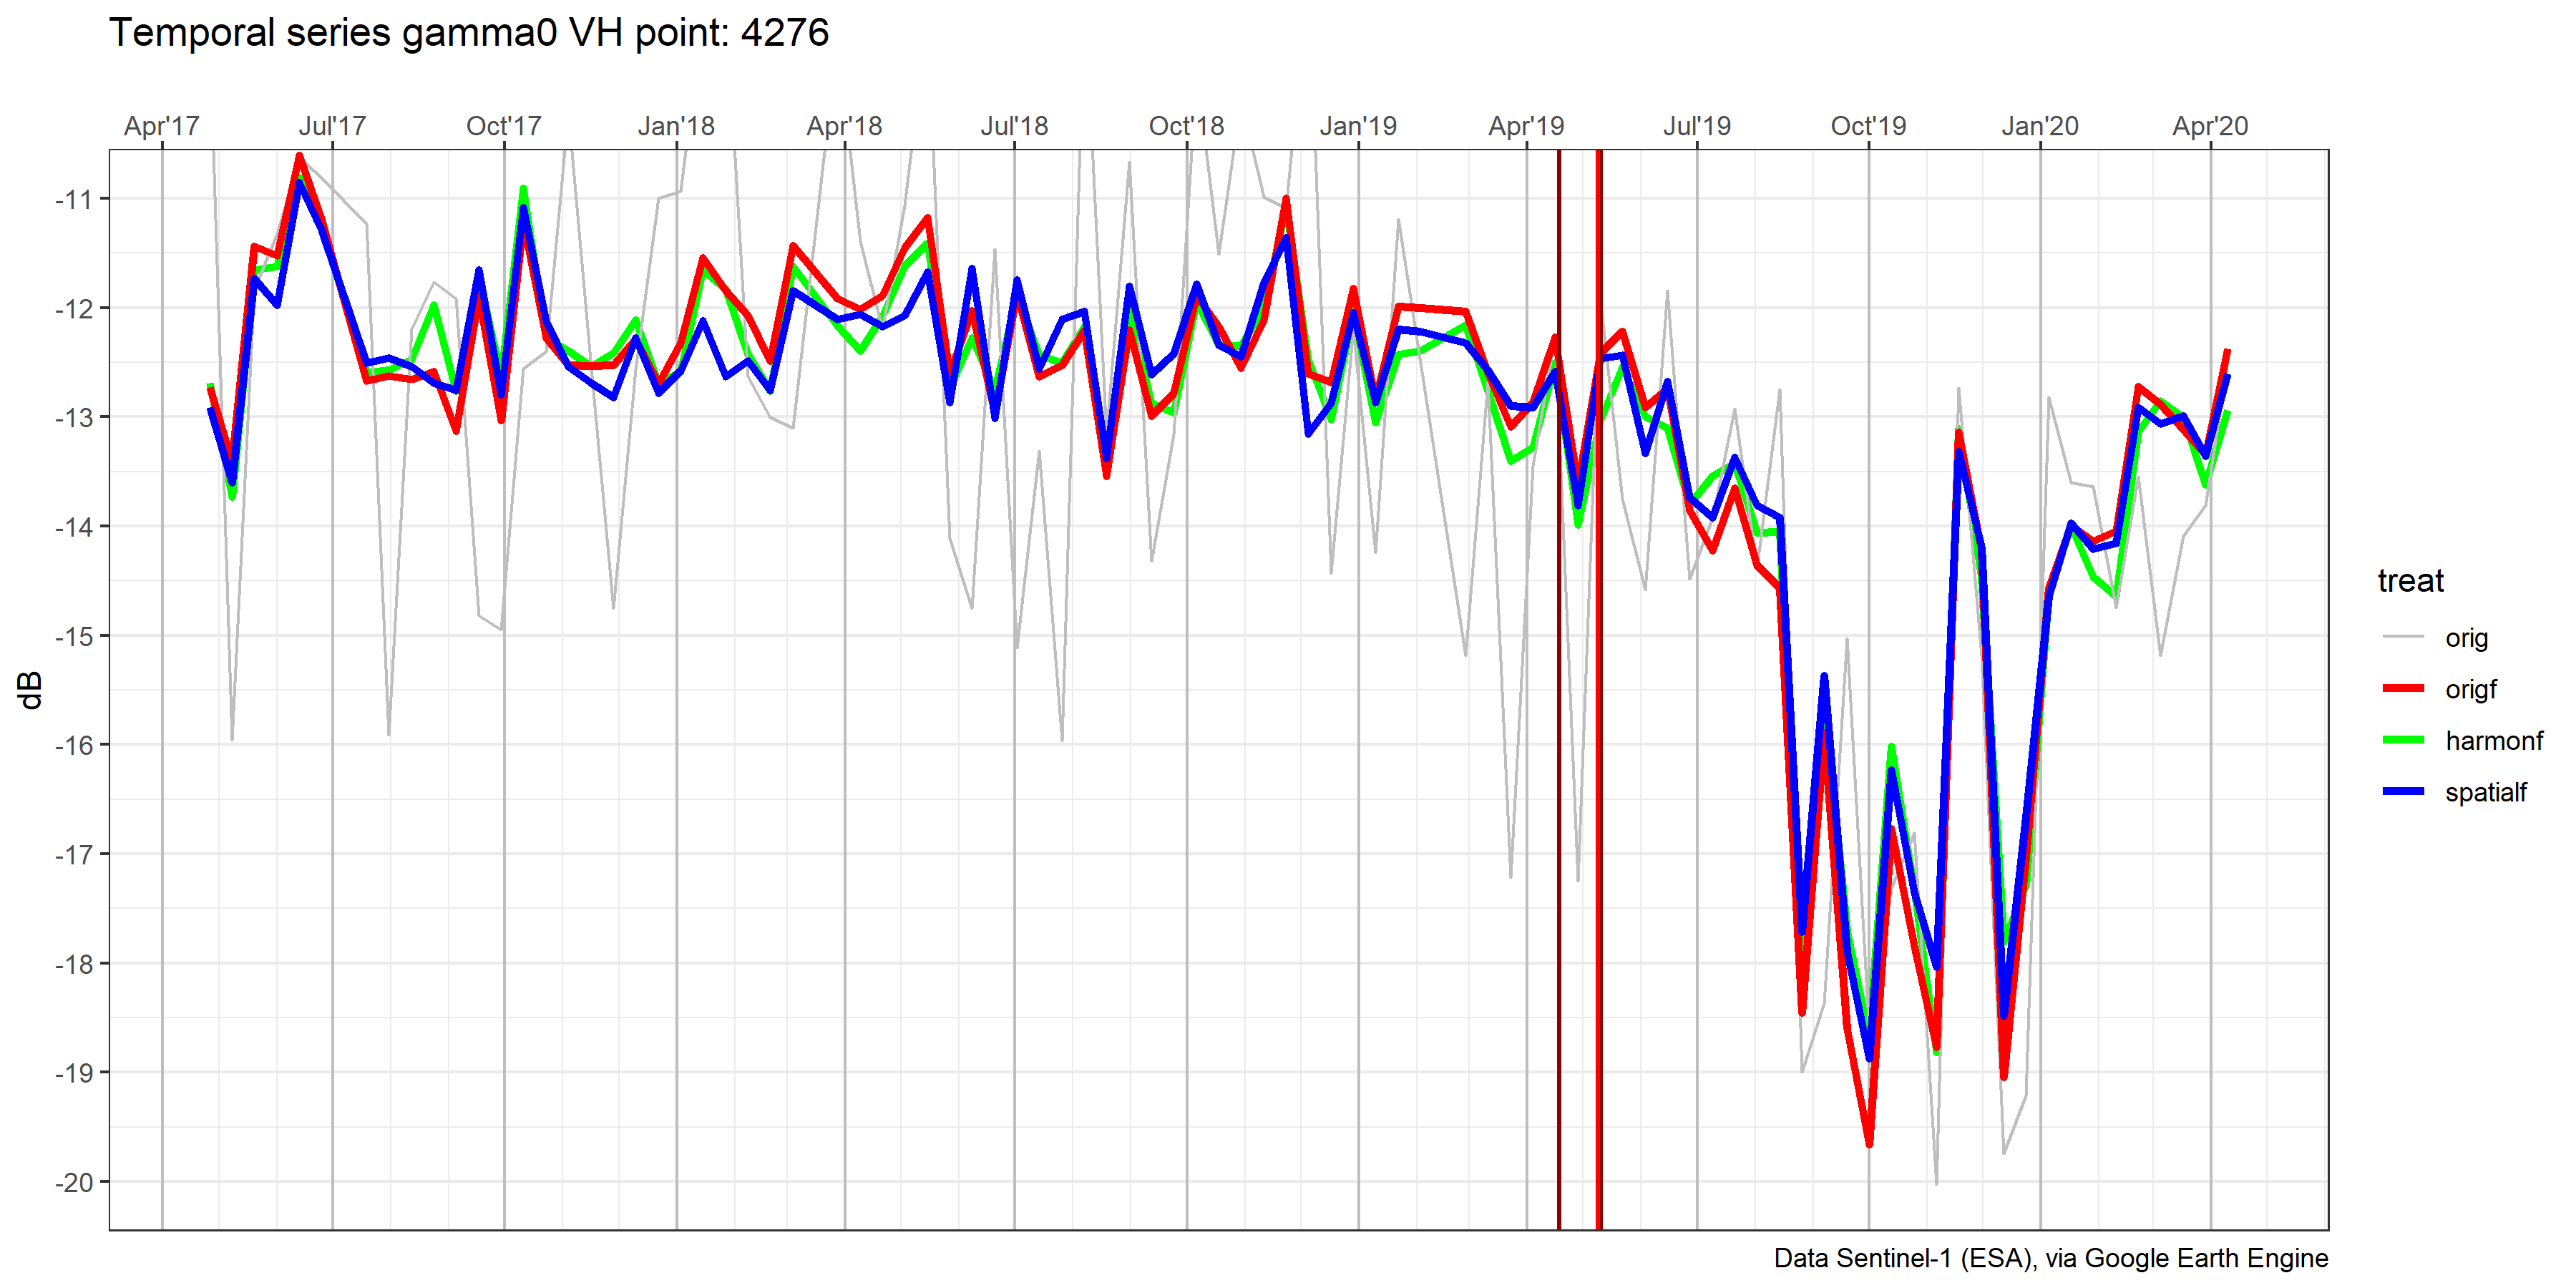 Temporal series gamma0 VH point: 4276
Apr'17 Jul'17 Oct'17 Jan'18 Apr'18 Jul'18 Oct'18 Jan'19 Apr'19 Jul'19 Oct'19 Jan'20 Apr'20
-11
-12
-13
-14
-15
-16
-17
-18
-19
-20
dB
treat
orig
origf
harmonf
spatialf
Data Sentinel-1 (ESA), via Google Earth Engine